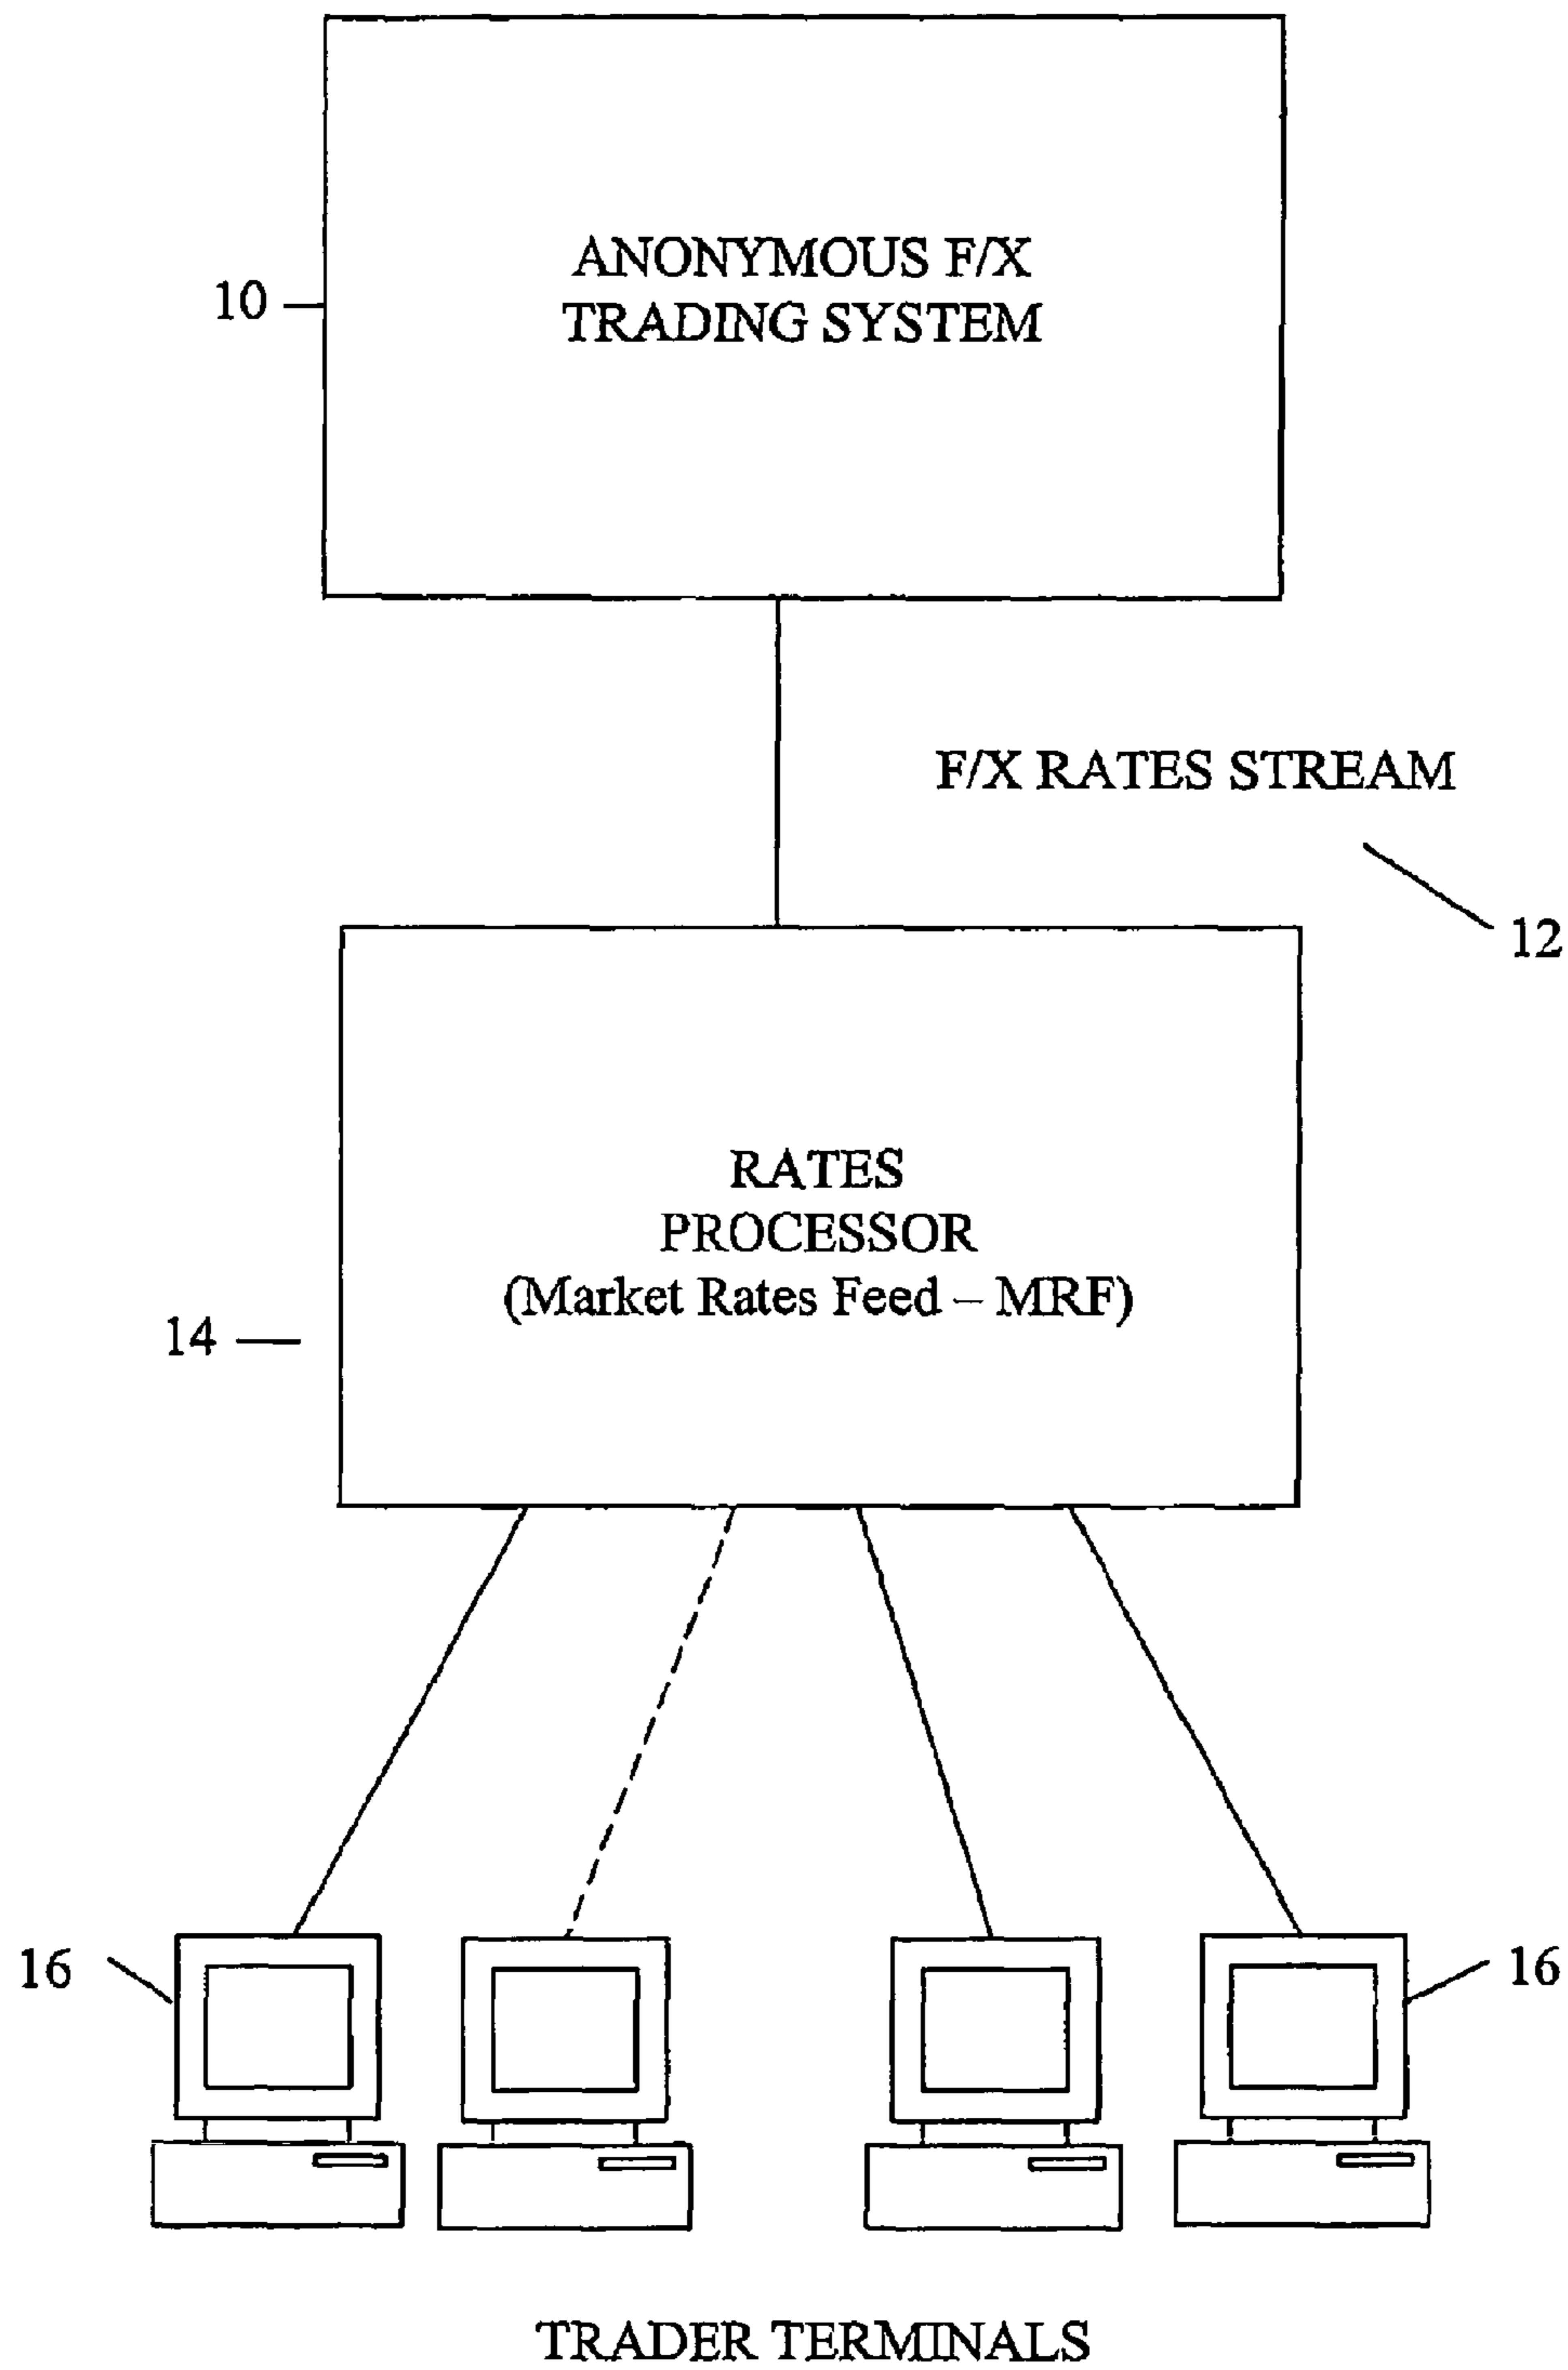 ANONYMOUS F/X
TRADING SYSTEM
10
F/X RATES STREAM
12
RATES
PROCESSOR
(Market Rates Feed – MRF)
14
16
16
TRADER TERMINALS